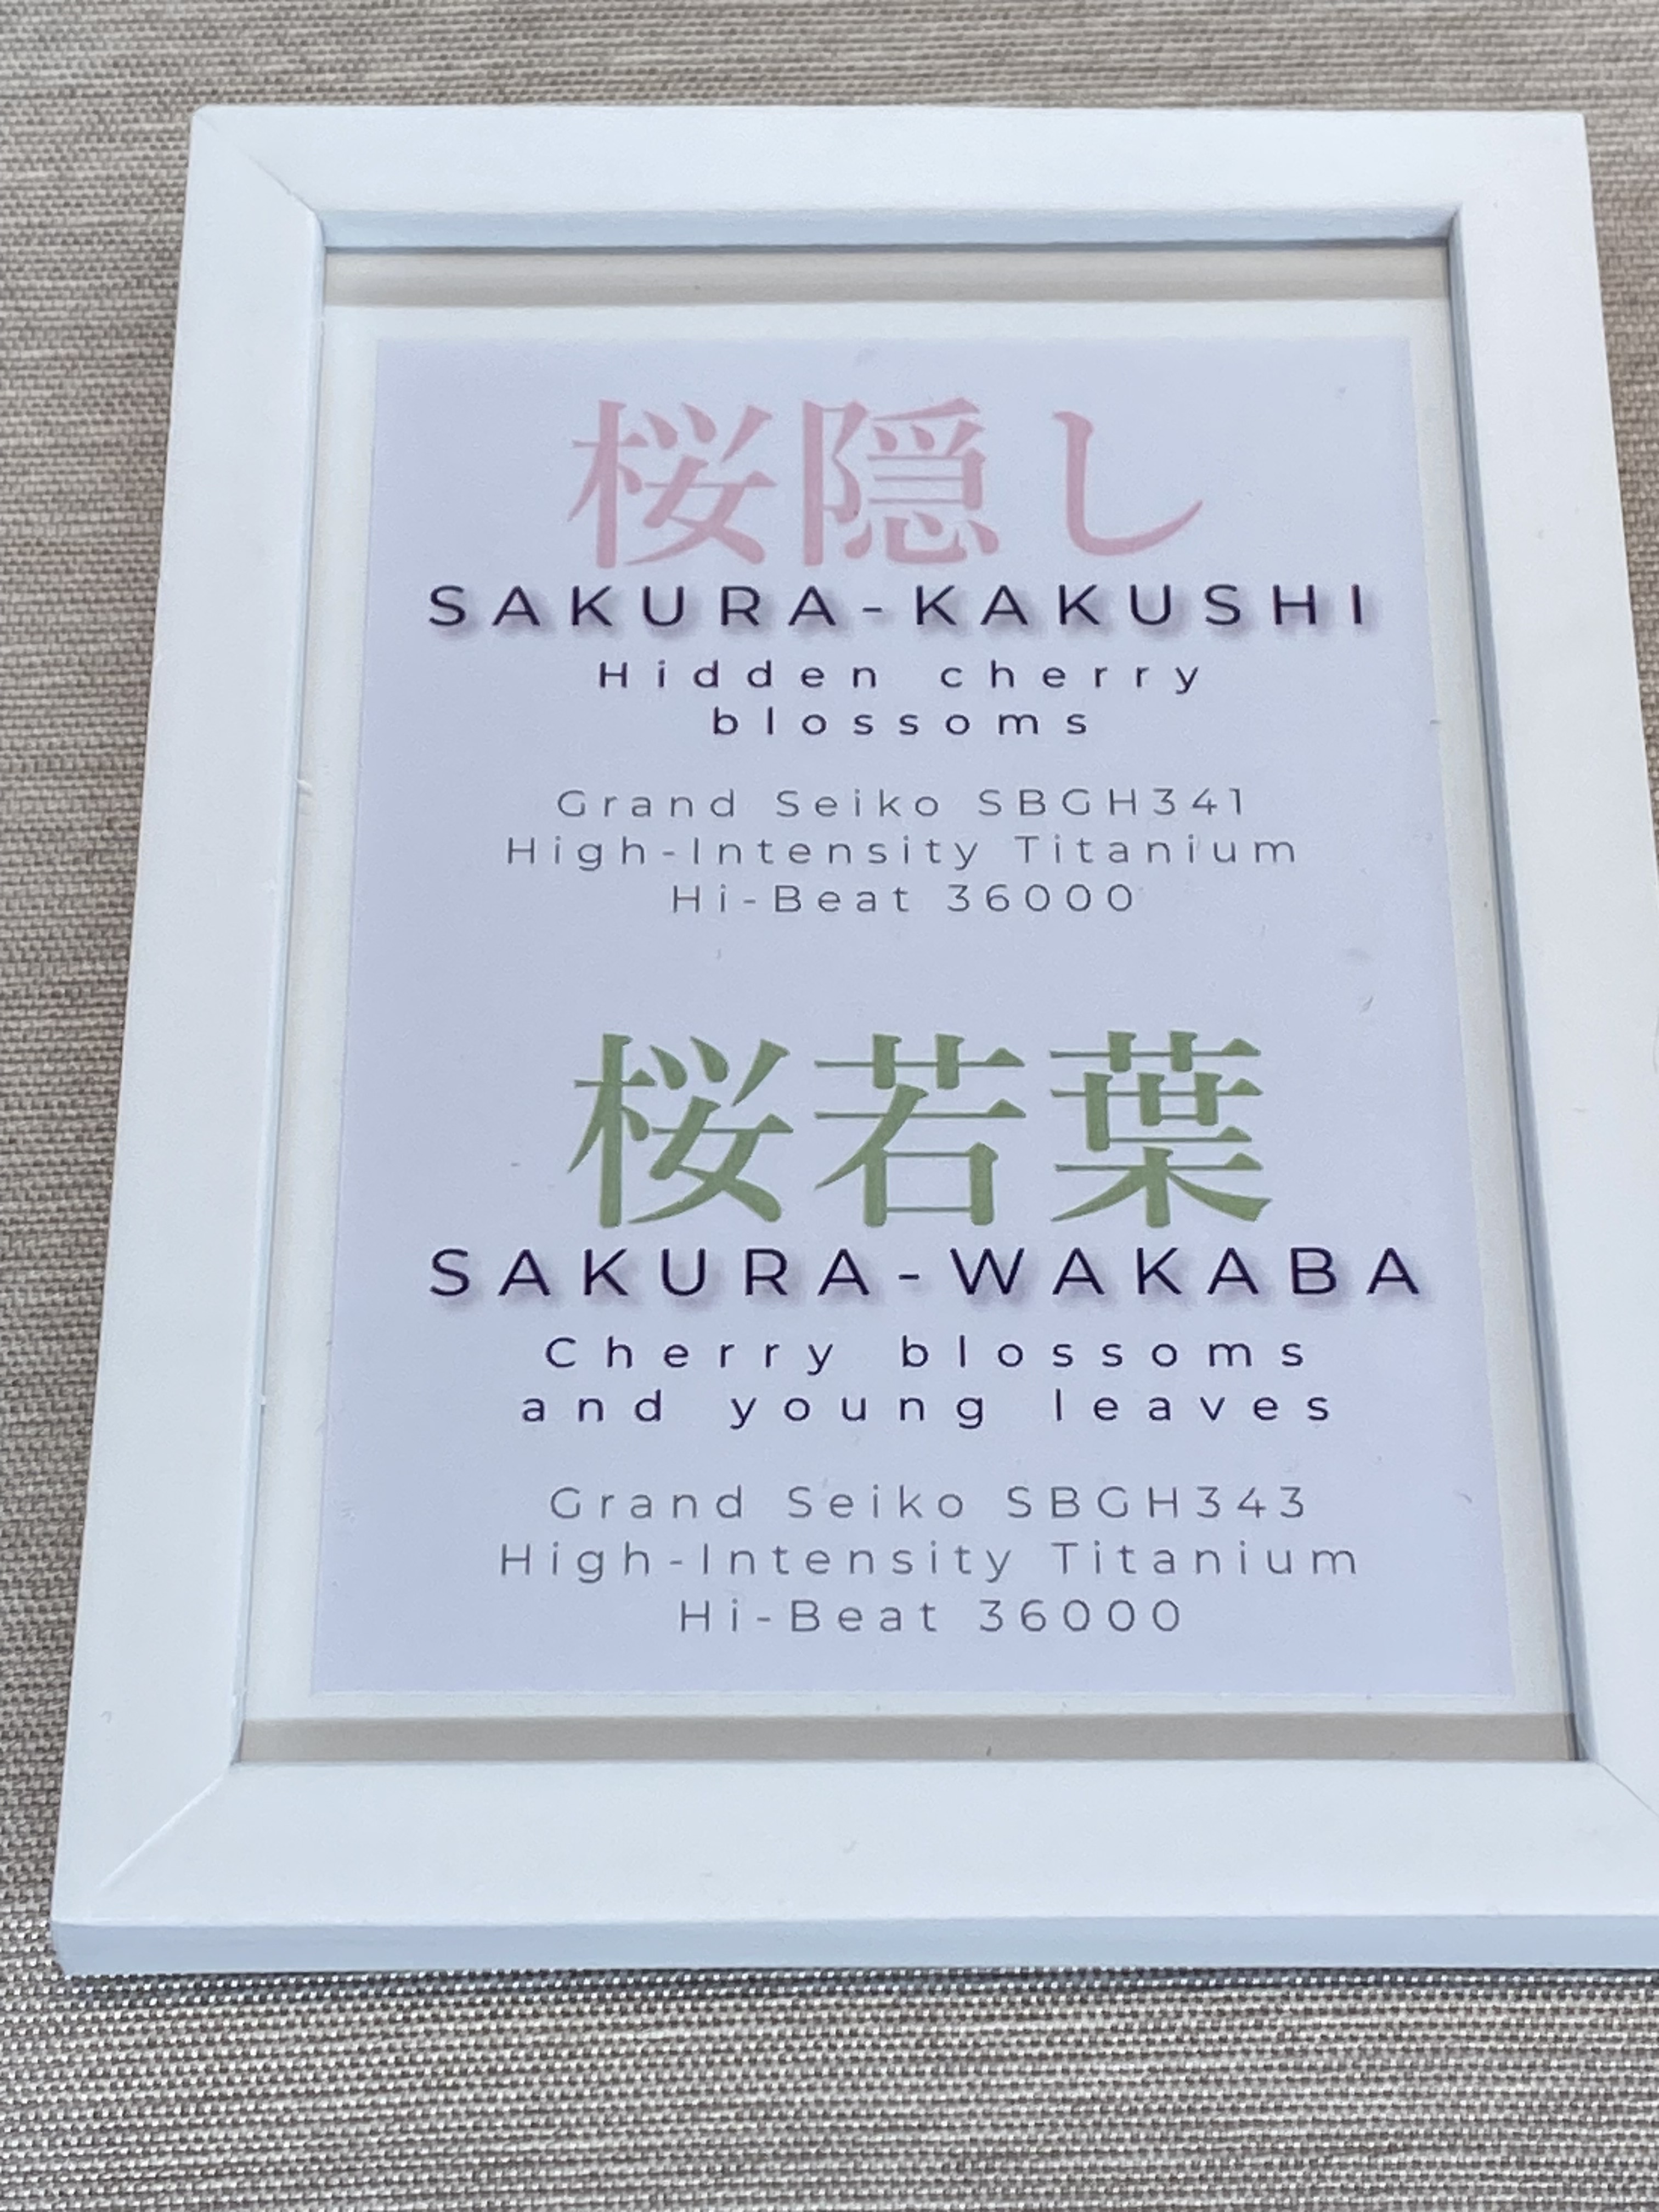 桜隠し
SAKURA-KAKUSHI
Hidden cherry
blossoms
Grand Seiko SBGH341
High-Intensity Titanium
Hi-Beat 36000
桜若葉
SAKURA-WAKABA
Cherry blossoms
and young leaves
Grand Seiko SBGH343
High-Intensity Titanium
Hi-Beat 36000